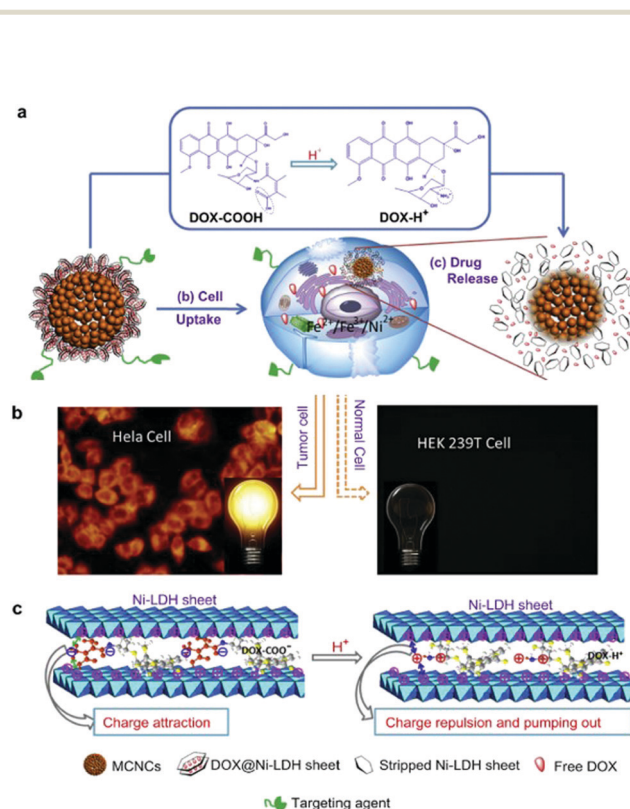 a
H⁺
DOX-COOH
DOX-H⁺
(b) Cell
Uptake
(c) Drug
Release
Fe²⁺/Fe³⁺/Ni²⁺
b
Hela Cell
Tumor cell
Normal Cell
HEK 239T Cell
c
Ni-LDH sheet
Ni-LDH sheet
DOX-COO⁻
H⁺
DOX-H⁺
Charge attraction
Charge repulsion and pumping out
MCNCs
DOX@Ni-LDH sheet
Stripped Ni-LDH sheet
Free DOX
Targeting agent